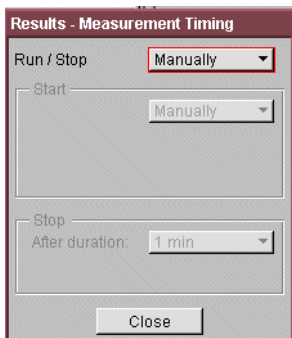 Results - Measurement Timing
Run / Stop Manually
Start
Manually
Stop
After duration: 1 min
Close